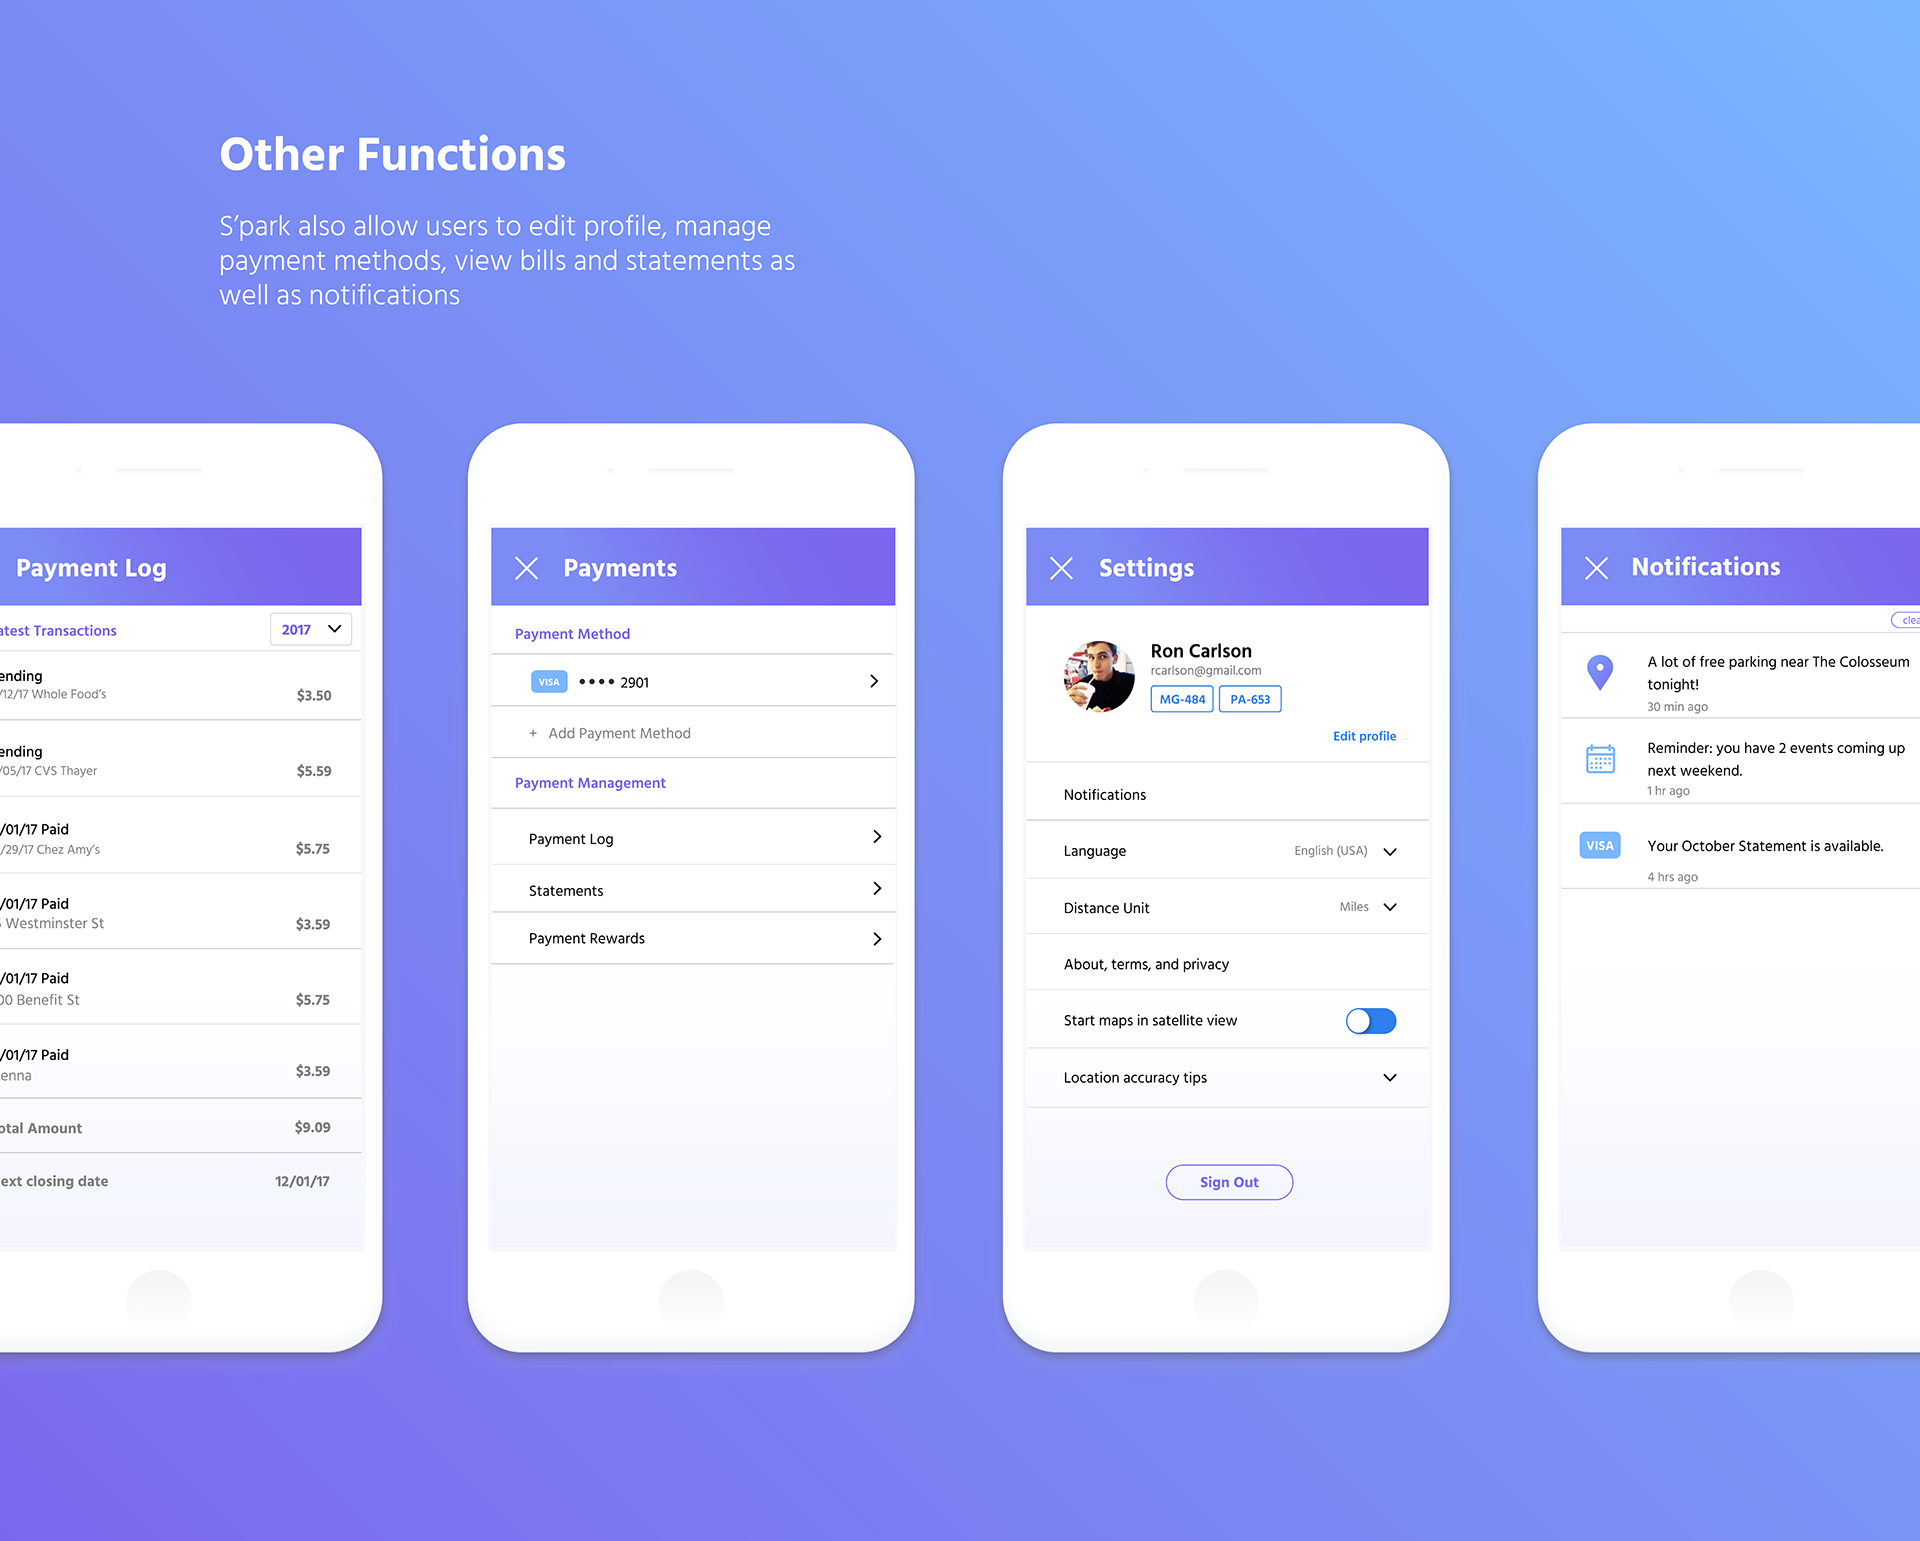 Other Functions
S'park also allow users to edit profile, manage
payment methods, view bills and statements as
well as notifications
Payment Log
atest Transactions
2017
ending
/12/17 Whole Food's
$3.50
ending
/05/17 CVS Thayer
$5.59
/01/17 Paid
/29/17 Chez Amy's
$5.75
/01/17 Paid
Westminster St
$3.59
/01/17 Paid
00 Benefit St
$5.75
/01/17 Paid
enna
$3.59
otal Amount
$9.09
ext closing date
12/01/17
Payments
Payment Method
VISA •••• 2901
+ Add Payment Method
Payment Management
Payment Log
Statements
Payment Rewards
Settings
Ron Carlson
rcarlson@gmail.com
MG-484 PA-653
Edit profile
Notifications
Language English (USA)
Distance Unit Miles
About, terms, and privacy
Start maps in satellite view
Location accuracy tips
Sign Out
Notifications
clea
A lot of free parking near The Colosseum
tonight!
30 min ago
Reminder: you have 2 events coming up
next weekend.
1 hr ago
VISA
Your October Statement is available.
4 hrs ago